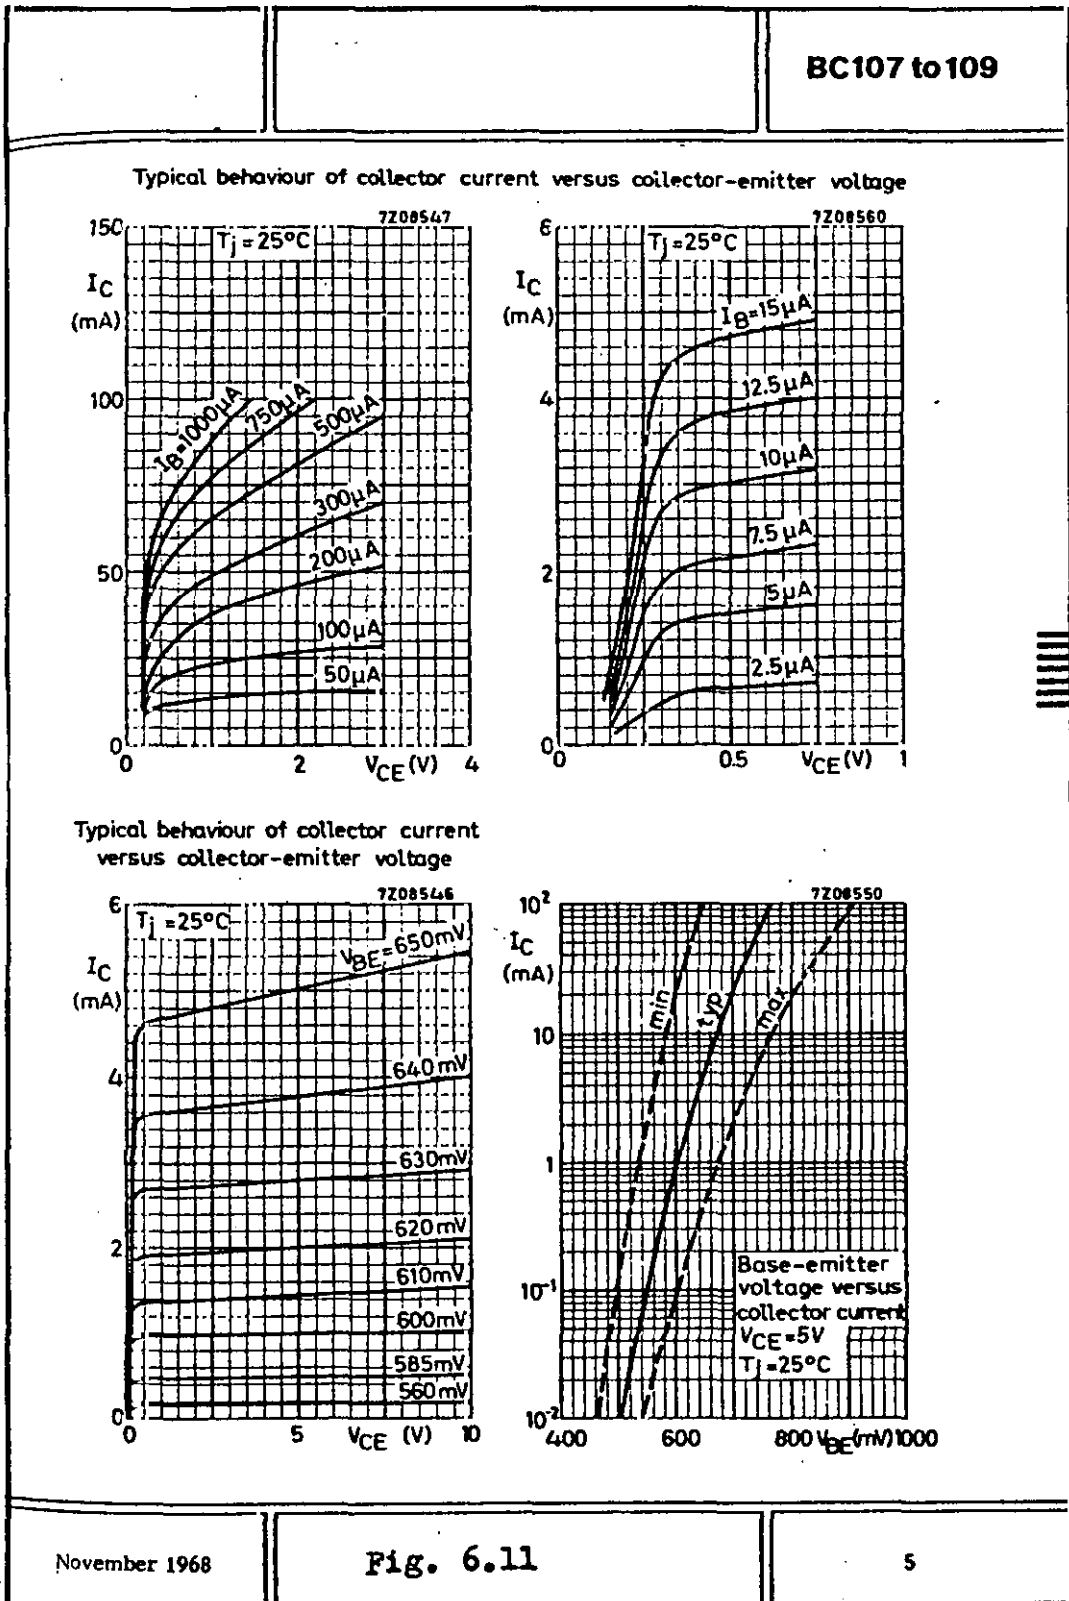 BC107 to 109
Typical behaviour of collector current versus collector-emitter voltage
7Z08547
150
Tj = 25°C
IC
(mA)
100
50
0
IB=1000μA
750μA
500μA
300μA
200μA
100μA
50μA
0
2
VCE (V)
4
7Z08560
6
Tj = 25°C
IC
(mA)
4
2
0
IB=15μA
12.5μA
10μA
7.5μA
5μA
2.5μA
0
0.5
VCE (V)
1
Typical behaviour of collector current
versus collector-emitter voltage
7Z08546
6
Tj = 25°C
IC
(mA)
4
2
0
VBE=650mV
640mV
630mV
620mV
610mV
600mV
585mV
560mV
0
5
VCE (V)
10
7Z08550
10²
IC
(mA)
10
1
10⁻¹
10⁻²
min
typ
max
Base-emitter
voltage versus
collector current
VCE=5V
Tj=25°C
400
600
800
VBE(mV)
1000
November 1968
Fig. 6.11
5